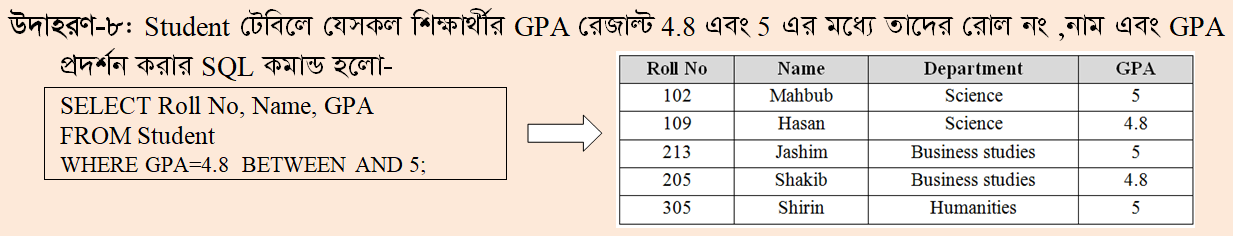 উদাহরণ-৮: Student টেবিলে যেসকল শিক্ষার্থীর GPA রেজাল্ট 4.8 এবং 5 এর মধ্যে তাদের রোল নং ,নাম এবং GPA
প্রদর্শন করার SQL কমান্ড হলো-
SELECT Roll No, Name, GPA
FROM Student
WHERE GPA=4.8 BETWEEN AND 5;
Roll No Name Department GPA
102 Mahbub Science 5
109 Hasan Science 4.8
213 Jashim Business studies 5
205 Shakib Business studies 4.8
305 Shirin Humanities 5